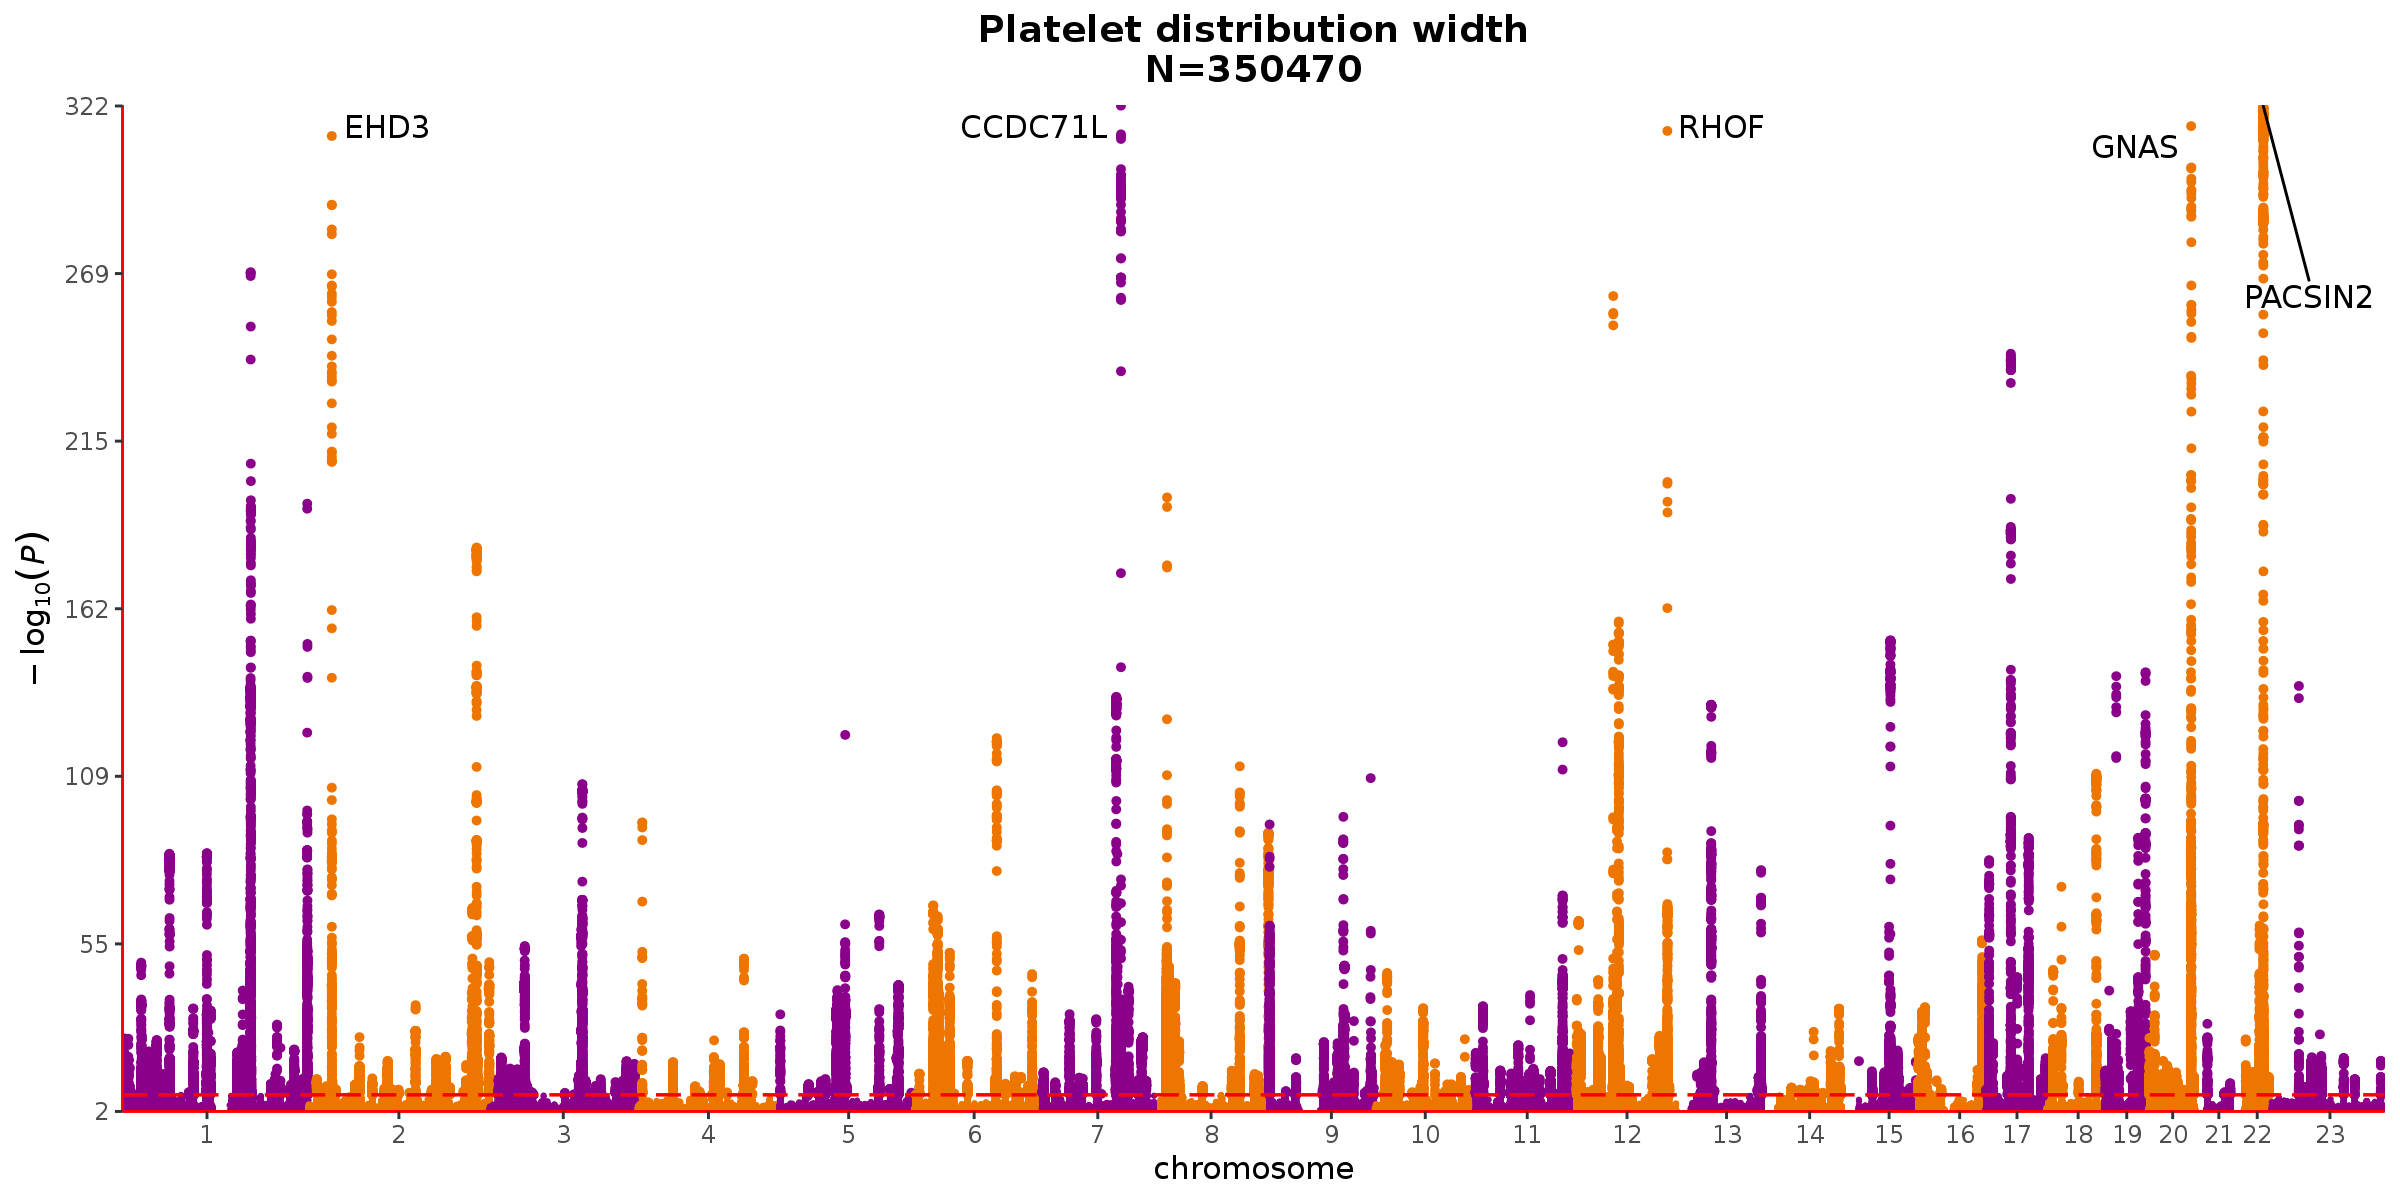 Platelet distribution width
N=350470
322
EHD3
CCDC71L
RHOF
GNAS
269
PACSIN2
215
162
109
55
2
−log10(P)
1 2 3 4 5 6 7 8 9 10 11 12 13 14 15 16 17 18 19 20 21 22 23
chromosome